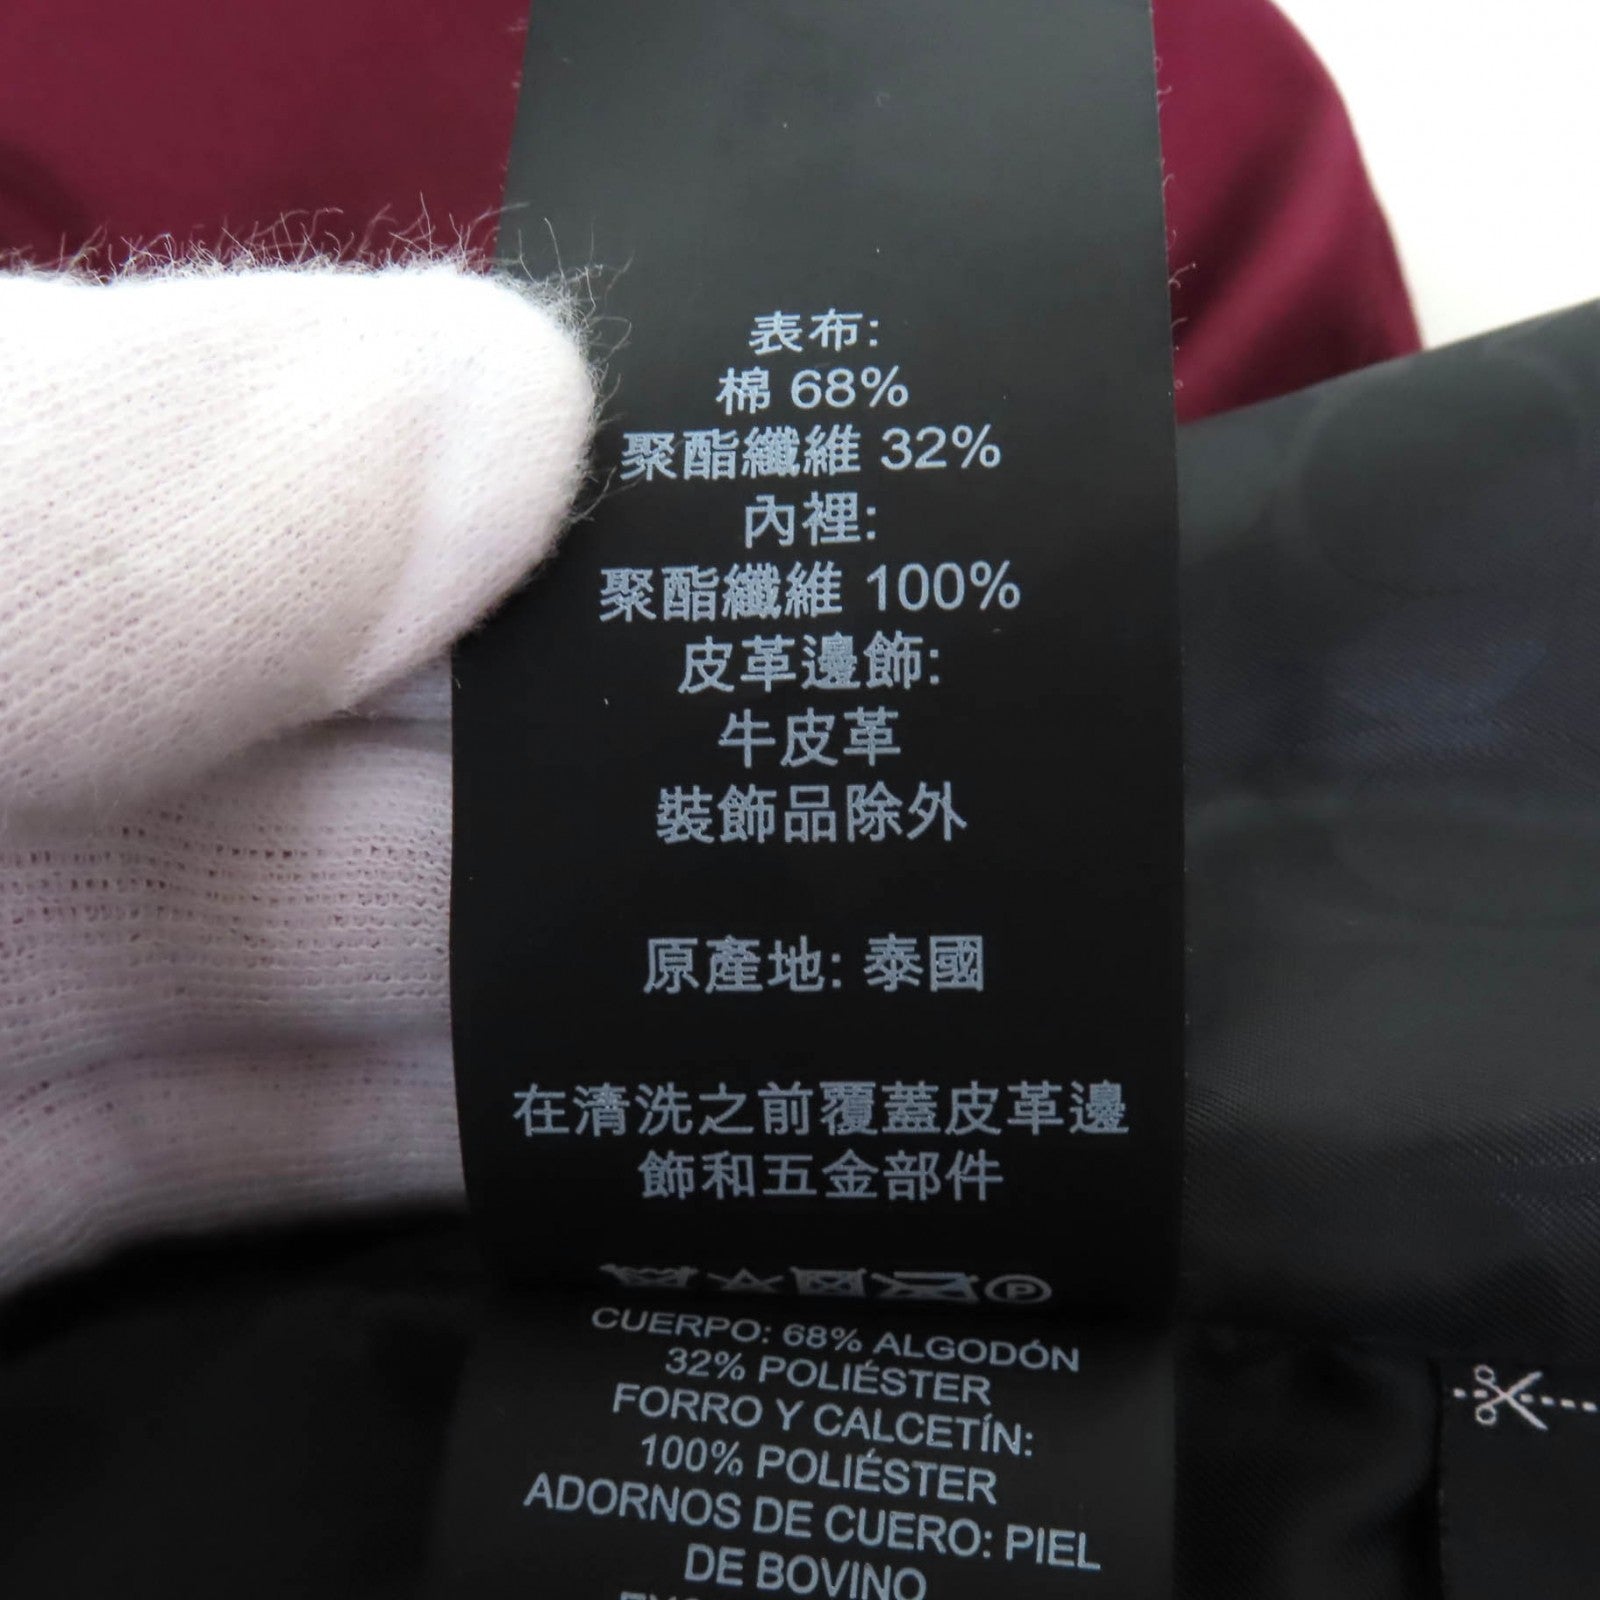 表布:
棉 68%
聚酯纖維 32%
內裡:
聚酯纖維 100%
皮革邊飾:
牛皮革
裝飾品除外
原產地: 泰國
在清洗之前覆蓋皮革邊
飾和五金部件
P
CUERPO: 68% ALGODÓN
32% POLIÉSTER
FORRO Y CALCETÍN:
100% POLIÉSTER
ADORNOS DE CUERO: PIEL
DE BOVINO